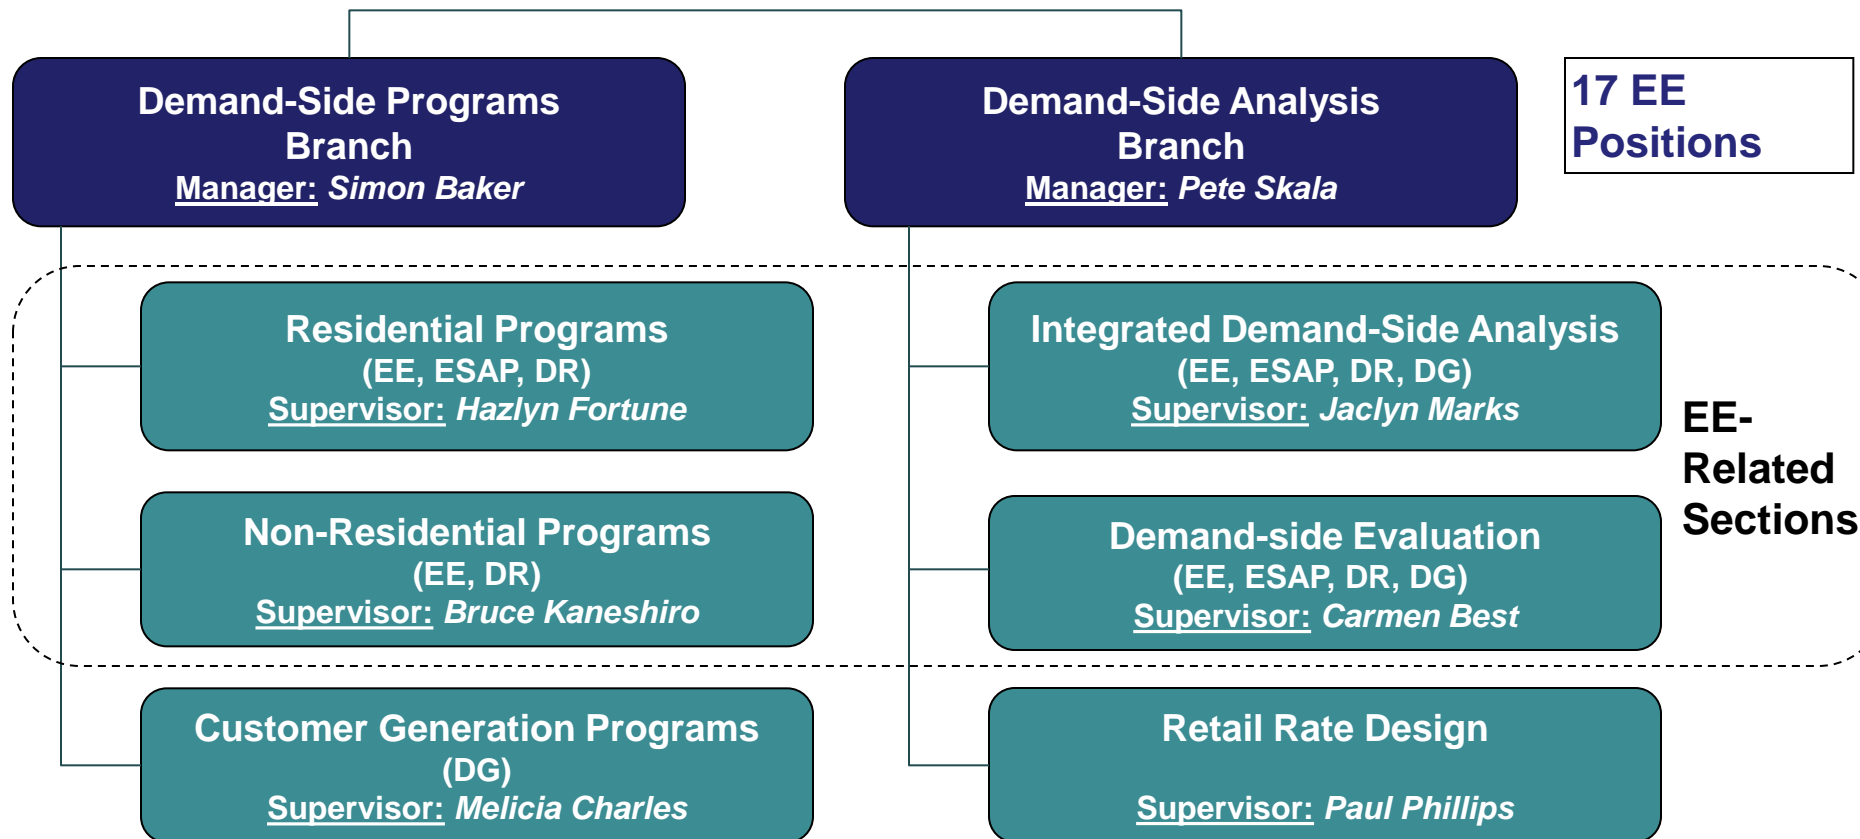 Demand-Side Programs
Branch
Manager: Simon Baker
Demand-Side Analysis
Branch
Manager: Pete Skala
17 EE
Positions
Residential Programs
(EE, ESAP, DR)
Supervisor: Hazlyn Fortune
Integrated Demand-Side Analysis
(EE, ESAP, DR, DG)
Supervisor: Jaclyn Marks
EE-
Related
Sections
Non-Residential Programs
(EE, DR)
Supervisor: Bruce Kaneshiro
Demand-side Evaluation
(EE, ESAP, DR, DG)
Supervisor: Carmen Best
Customer Generation Programs
(DG)
Supervisor: Melicia Charles
Retail Rate Design
Supervisor: Paul Phillips